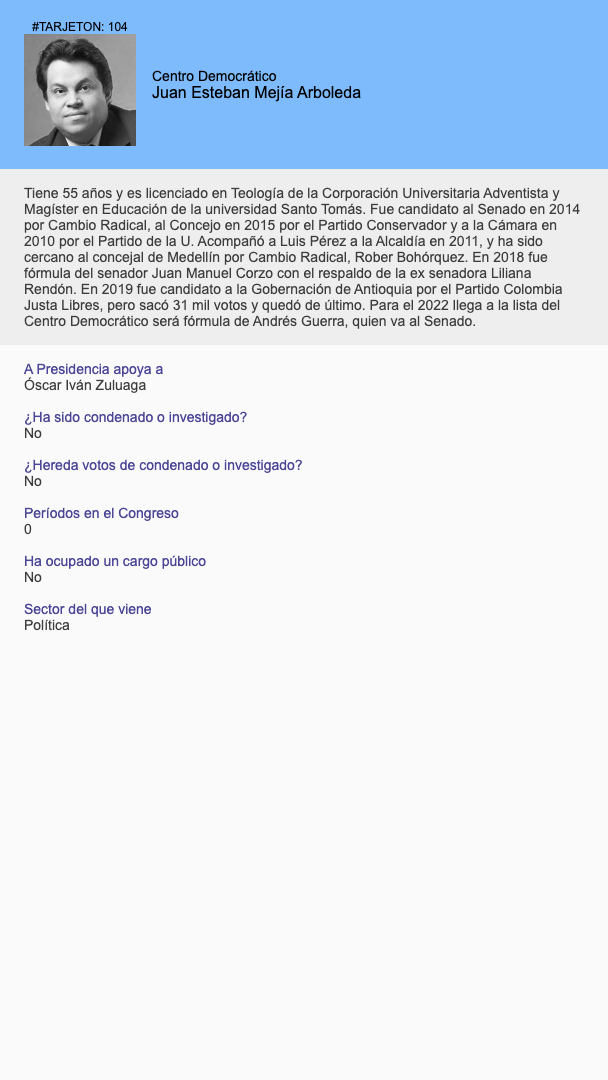 #TARJETON: 104
Centro Democrático
Juan Esteban Mejía Arboleda
Tiene 55 años y es licenciado en Teología de la Corporación Universitaria Adventista y
Magíster en Educación de la universidad Santo Tomás. Fue candidato al Senado en 2014
por Cambio Radical, al Concejo en 2015 por el Partido Conservador y a la Cámara en
2010 por el Partido de la U. Acompañó a Luis Pérez a la Alcaldía en 2011, y ha sido
cercano al concejal de Medellín por Cambio Radical, Rober Bohórquez. En 2018 fue
fórmula del senador Juan Manuel Corzo con el respaldo de la ex senadora Liliana
Rendón. En 2019 fue candidato a la Gobernación de Antioquia por el Partido Colombia
Justa Libres, pero sacó 31 mil votos y quedó de último. Para el 2022 llega a la lista del
Centro Democrático será fórmula de Andrés Guerra, quien va al Senado.
A Presidencia apoya a
Óscar Iván Zuluaga
¿Ha sido condenado o investigado?
No
¿Hereda votos de condenado o investigado?
No
Períodos en el Congreso
0
Ha ocupado un cargo público
No
Sector del que viene
Política